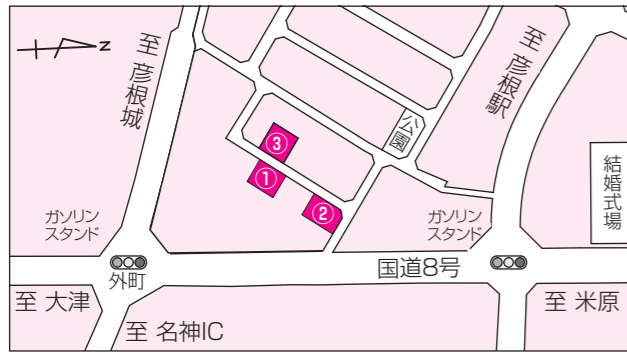 N
至 彦根城
至 彦根駅
公園
③
①
②
結婚式場
ガソリン
スタンド
ガソリン
スタンド
外町
国道8号
至 大津
至 名神IC
至 米原